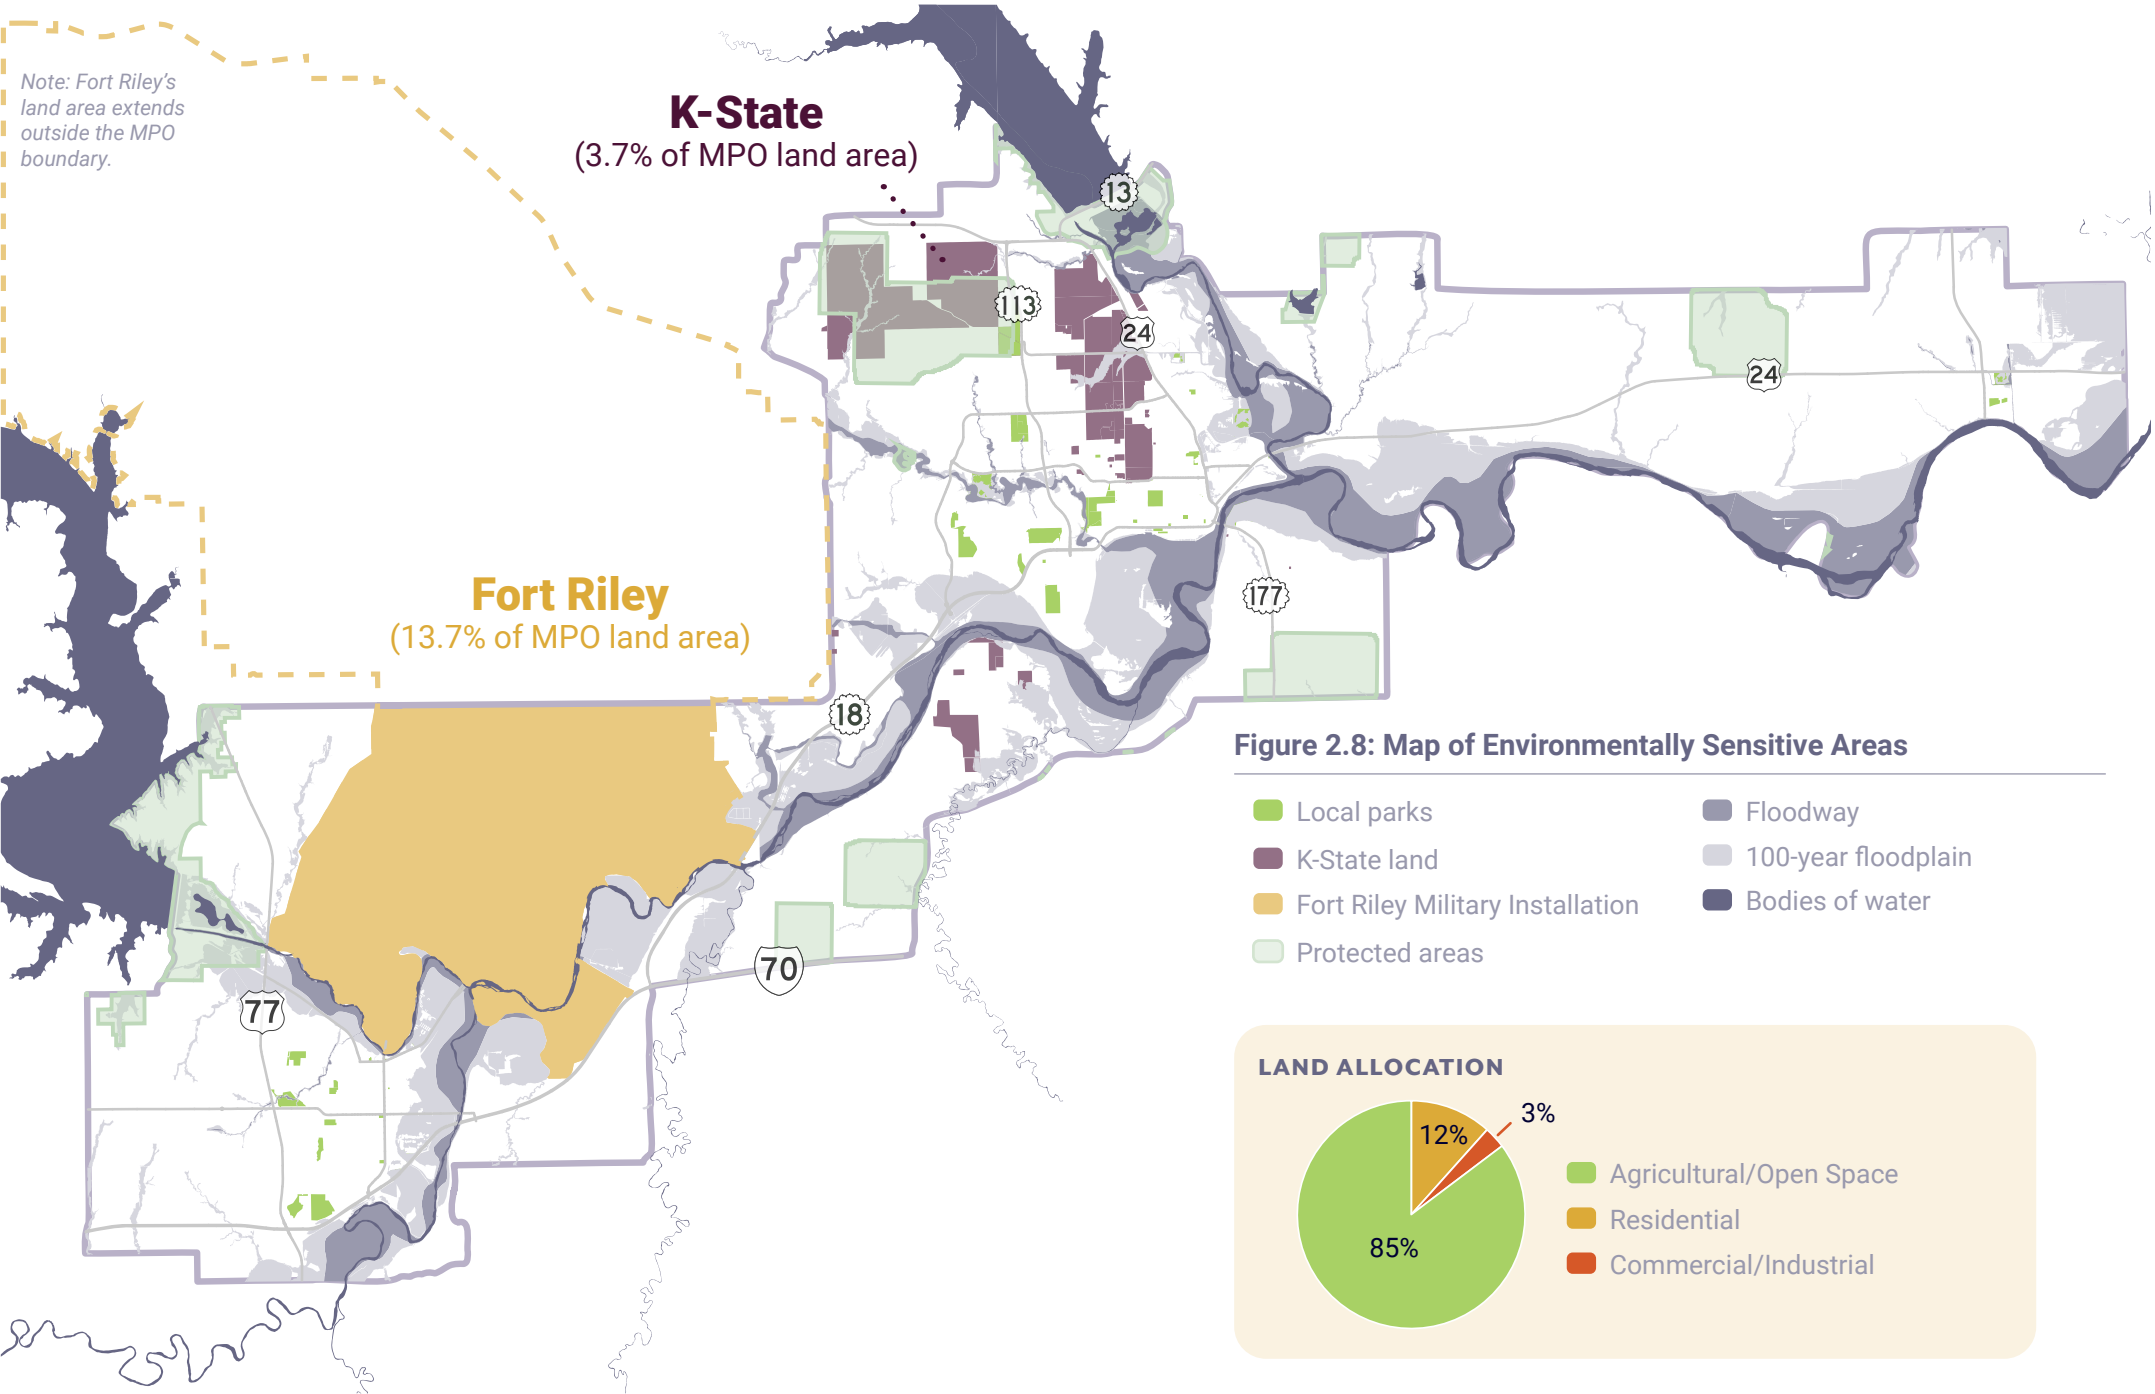 Note: Fort Riley's
land area extends
outside the MPO
boundary.
K-State
(3.7% of MPO land area)
13
113
24
24
Fort Riley
(13.7% of MPO land area)
177
18
70
77
Figure 2.8: Map of Environmentally Sensitive Areas
Local parks
K-State land
Fort Riley Military Installation
Protected areas
Floodway
100-year floodplain
Bodies of water
LAND ALLOCATION
3%
12%
85%
Agricultural/Open Space
Residential
Commercial/Industrial